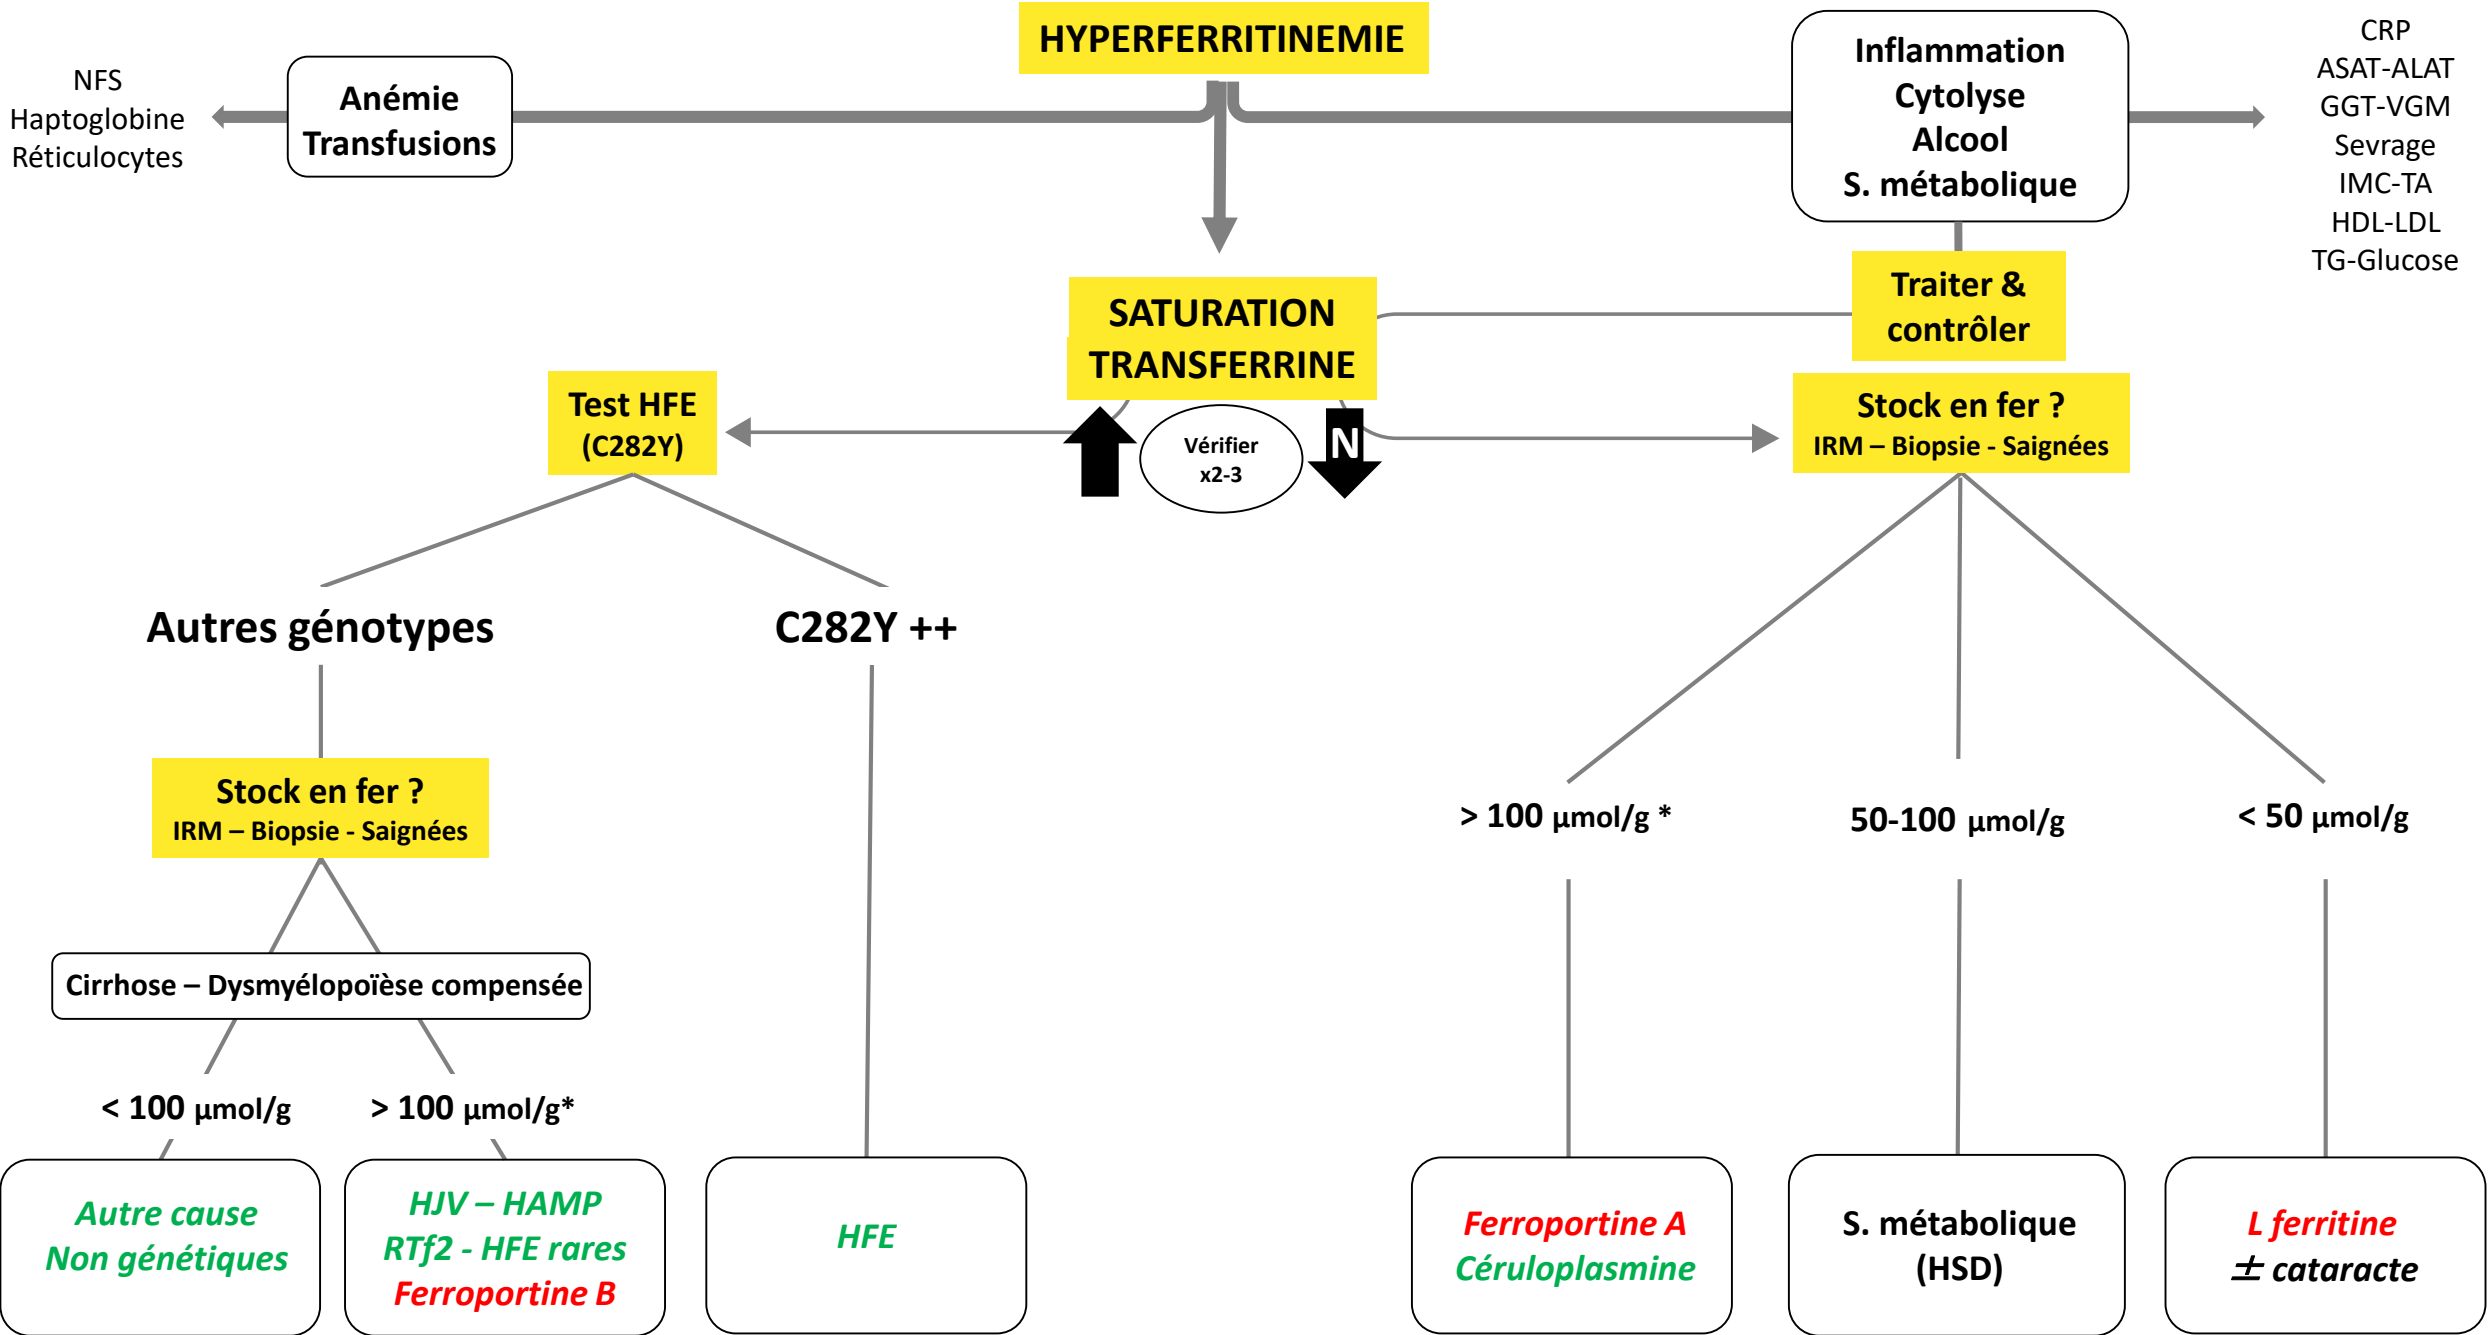 HYPERFERRITINEMIE
NFS
Haptoglobine
Réticulocytes
Anémie
Transfusions
Inflammation
Cytolyse
Alcool
S. métabolique
CRP
ASAT-ALAT
GGT-VGM
Sevrage
IMC-TA
HDL-LDL
TG-Glucose
SATURATION
TRANSFERRINE
Traiter &
contrôler
Test HFE
(C282Y)
Vérifier
x2-3
N
Stock en fer ?
IRM – Biopsie - Saignées
Autres génotypes
C282Y ++
Stock en fer ?
IRM – Biopsie - Saignées
> 100 µmol/g *
50-100 µmol/g
< 50 µmol/g
Cirrhose – Dysmyélopoïèse compensée
< 100 µmol/g
> 100 µmol/g*
Autre cause
Non génétiques
HJV – HAMP
RTf2 - HFE rares
Ferroportine B
HFE
Ferroportine A
Céruloplasmine
S. métabolique
(HSD)
L ferritine
± cataracte